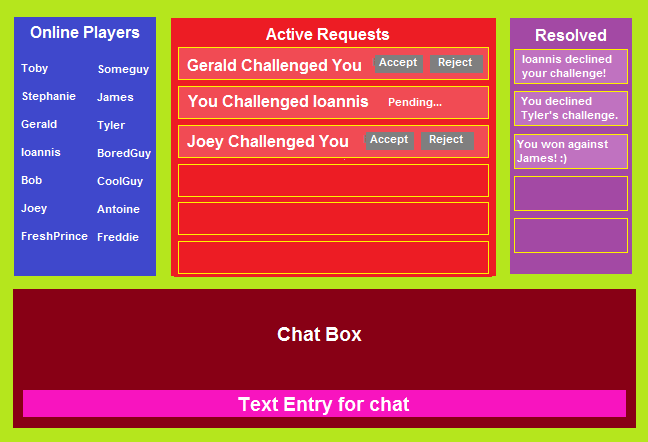 Online Players
Toby Someguy
Stephanie James
Gerald Tyler
Ioannis BoredGuy
Bob CoolGuy
Joey Antoine
FreshPrince Freddie
Active Requests
Gerald Challenged You Accept Reject
You Challenged Ioannis Pending...
Joey Challenged You Accept Reject
Resolved
Ioannis declined
your challenge!
You declined
Tyler's challenge.
You won against
James! :)
Chat Box
Text Entry for chat